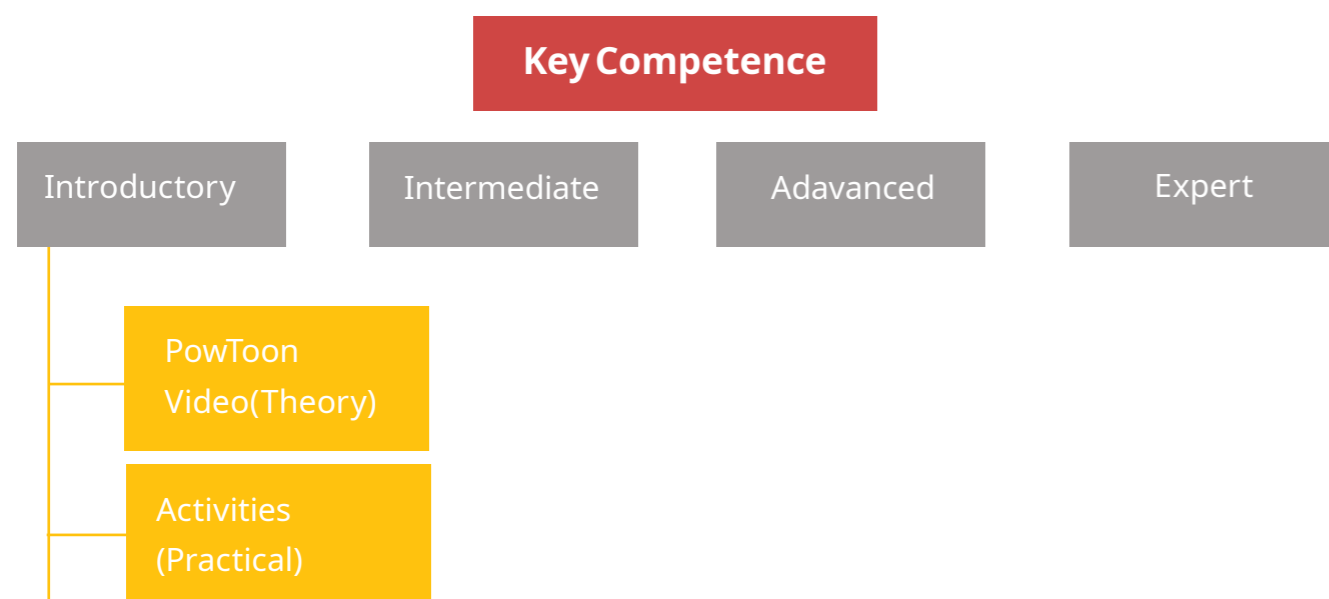 Key Competence
Introductory
Intermediate
Adavanced
Expert
PowToon
Video(Theory)
Activities
(Practical)